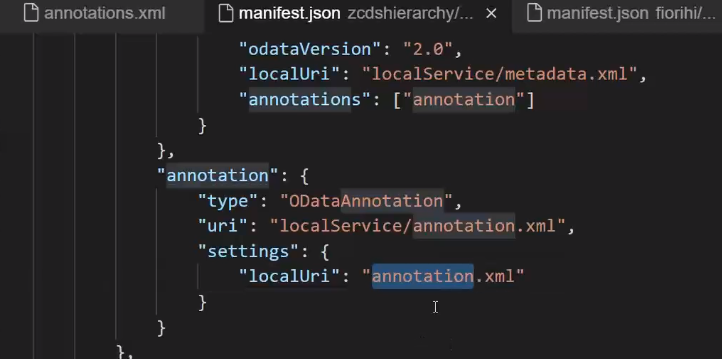 annotations.xml manifest.json zcdshierarchy/... × manifest.json fiorihi/...
"odataVersion": "2.0",
"localUri": "localService/metadata.xml",
"annotations": ["annotation"]
}
},
"annotation": {
"type": "ODataAnnotation",
"uri": "localService/annotation.xml",
"settings": {
"localUri": "annotation.xml"
}
}
},